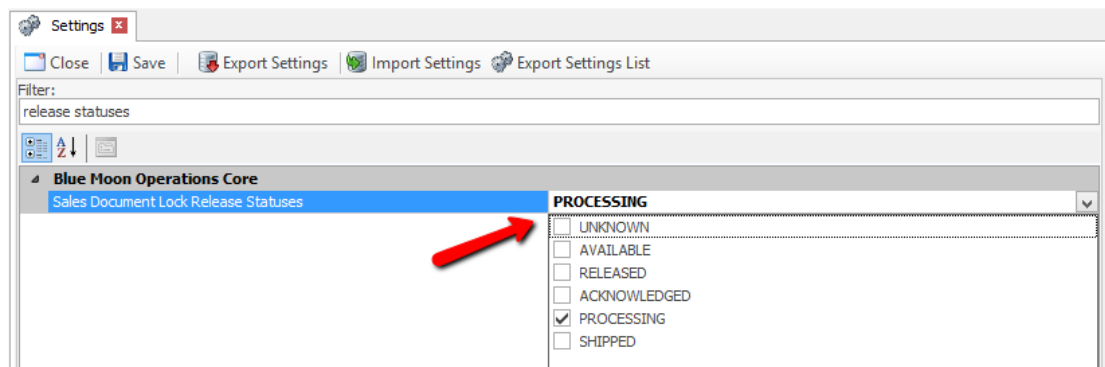 Settings
Close Save Export Settings Import Settings Export Settings List
Filter:
release statuses
Blue Moon Operations Core
Sales Document Lock Release Statuses PROCESSING
UNKNOWN
AVAILABLE
RELEASED
ACKNOWLEDGED
PROCESSING
SHIPPED